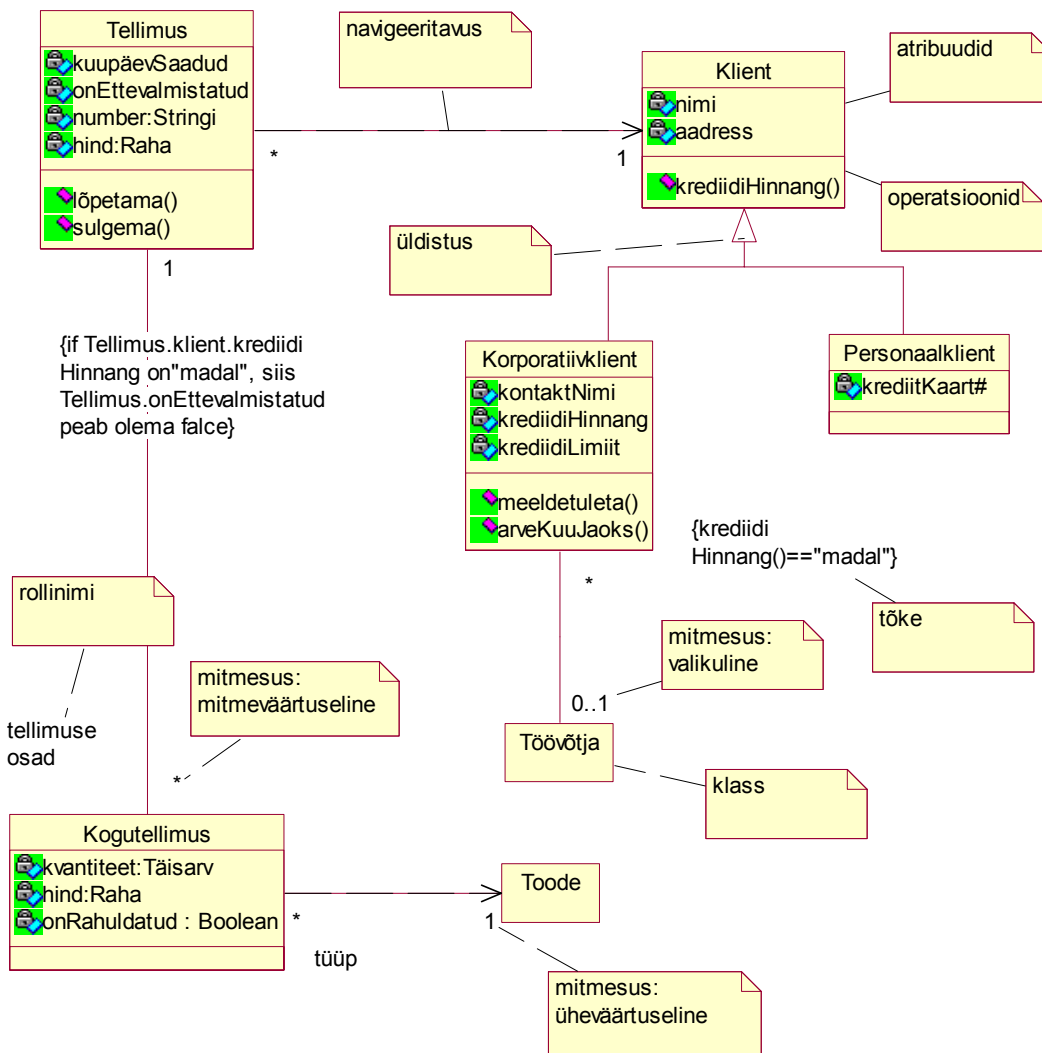 Tellimus
kuupäevSaadud
onEttevalmistatud
number:Stringi
hind:Raha
lõpetama()
sulgema()
navigeeritavus
*
1
Klient
nimi
aadress
krediidiHinnang()
atribuudid
operatsioonid
üldistus
1
{if Tellimus.klient.krediidi
Hinnang on"madal", siis
Tellimus.onEttevalmistatud
peab olema falce}
Korporatiivklient
kontaktNimi
krediidiHinnang
krediidiLimiit
meeldetuleta()
arveKuuJaoks()
Personaalklient
krediitKaart#
{krediidi
Hinnang()=="madal"}
tõke
*
mitmesus:
valikuline
0..1
Töövõtja
klass
rollinimi
tellimuse
osad
mitmesus:
mitmeväärtuseline
*
Kogutellimus
kvantiteet:Täisarv
hind:Raha
onRahuldatud : Boolean
*
tüüp
1
Toode
mitmesus:
üheväärtuseline